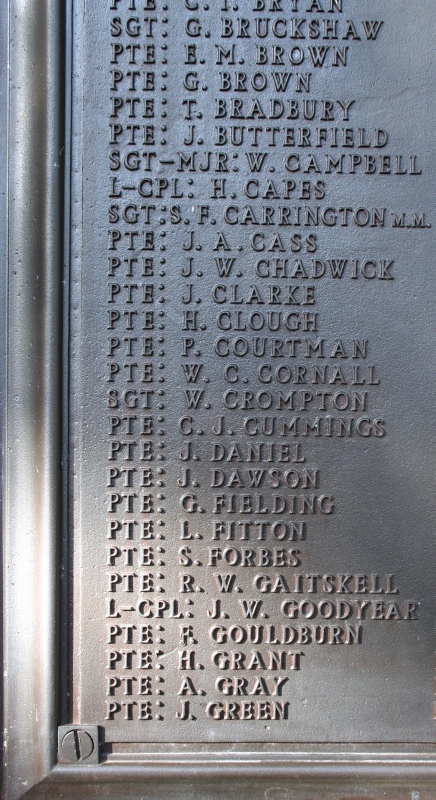 PTE: C. T. BRYAN
SGT: G. BRUCKSHAW
PTE: E. M. BROWN
PTE: G. BROWN
PTE: T. BRADBURY
PTE: J. BUTTERFIELD
SGT-MJR: W. CAMPBELL
L-CPL: H. CAPES
SGT: S. F. CARRINGTON M.M.
PTE: J. A. CASS
PTE: J. W. CHADWICK
PTE: J. CLARKE
PTE: H. CLOUGH
PTE: P. COURTMAN
PTE: W. C. CORNALL
SGT: W. CROMPTON
PTE: C. J. CUMMINGS
PTE: J. DANIEL
PTE: J. DAWSON
PTE: G. FIELDING
PTE: L. FITTON
PTE: S. FORBES
PTE: R. W. GAITSKELL
L-CPL: J. W. GOODYEAR
PTE: F. GOULDBURN
PTE: H. GRANT
PTE: A. GRAY
PTE: J. GREEN